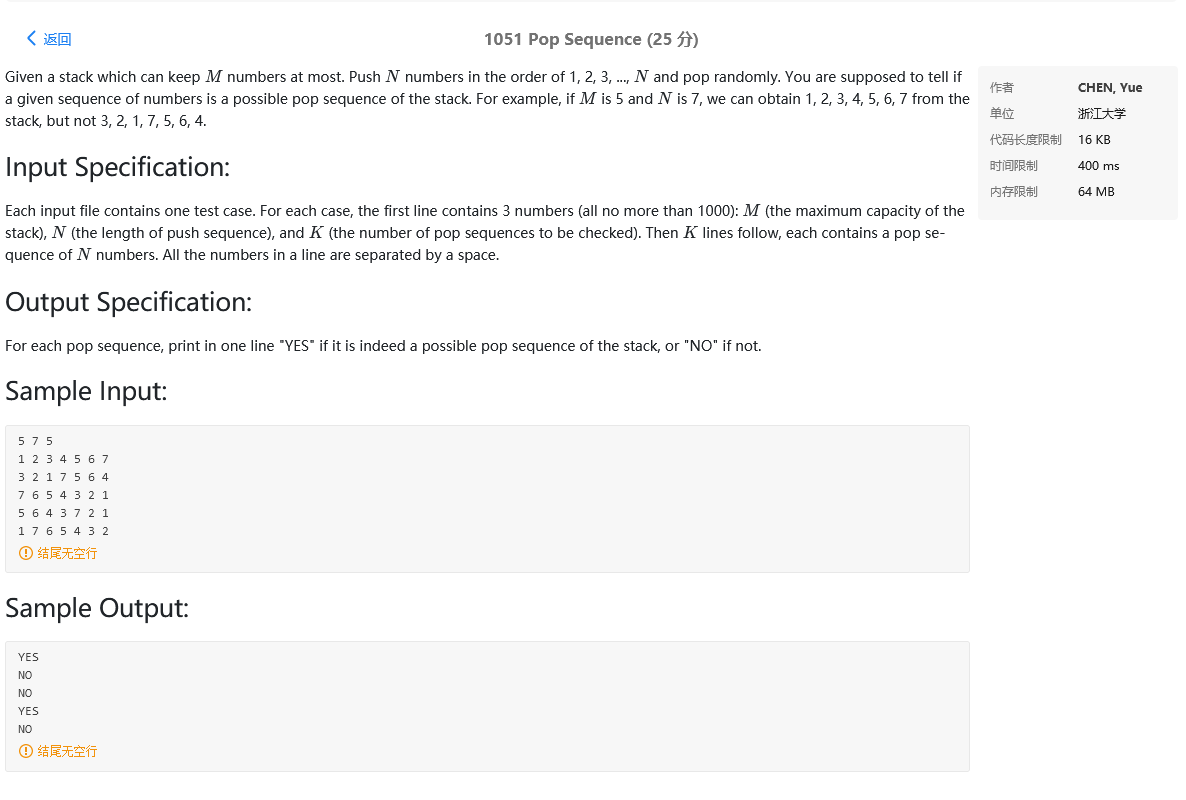 返回
1051 Pop Sequence (25 分)
Given a stack which can keep M numbers at most. Push N numbers in the order of 1, 2, 3, ..., N and pop randomly. You are supposed to tell if
a given sequence of numbers is a possible pop sequence of the stack. For example, if M is 5 and N is 7, we can obtain 1, 2, 3, 4, 5, 6, 7 from the
stack, but not 3, 2, 1, 7, 5, 6, 4.
作者 CHEN, Yue
单位 浙江大学
代码长度限制 16 KB
时间限制 400 ms
内存限制 64 MB
Input Specification:
Each input file contains one test case. For each case, the first line contains 3 numbers (all no more than 1000): M (the maximum capacity of the
stack), N (the length of push sequence), and K (the number of pop sequences to be checked). Then K lines follow, each contains a pop se-
quence of N numbers. All the numbers in a line are separated by a space.
Output Specification:
For each pop sequence, print in one line "YES" if it is indeed a possible pop sequence of the stack, or "NO" if not.
Sample Input:
5 7 5
1 2 3 4 5 6 7
3 2 1 7 5 6 4
7 6 5 4 3 2 1
5 6 4 3 7 2 1
1 7 6 5 4 3 2
结尾无空行
Sample Output:
YES
NO
NO
YES
NO
结尾无空行